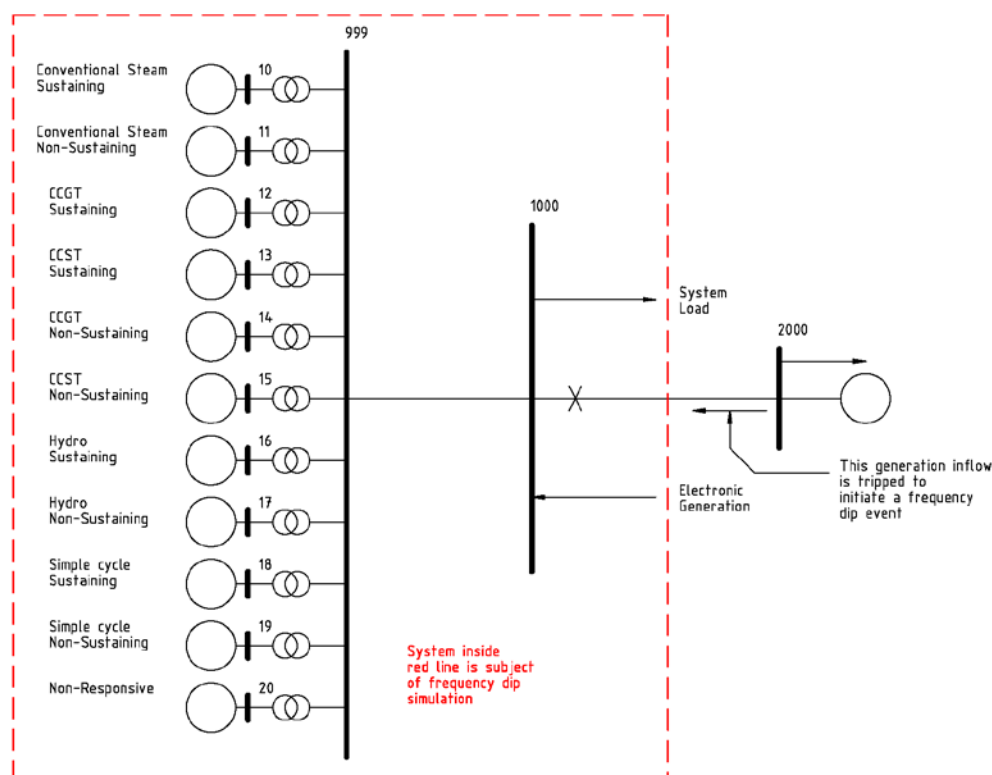 999
Conventional Steam
Sustaining
10
Conventional Steam
Non-Sustaining
11
CCGT
Sustaining
12
CCST
Sustaining
13
CCGT
Non-Sustaining
14
CCST
Non-Sustaining
15
Hydro
Sustaining
16
Hydro
Non-Sustaining
17
Simple cycle
Sustaining
18
Simple cycle
Non-Sustaining
19
Non-Responsive
20
1000
System
Load
Electronic
Generation
2000
This generation inflow
is tripped to
initiate a frequency
dip event
System inside
red line is subject
of frequency dip
simulation